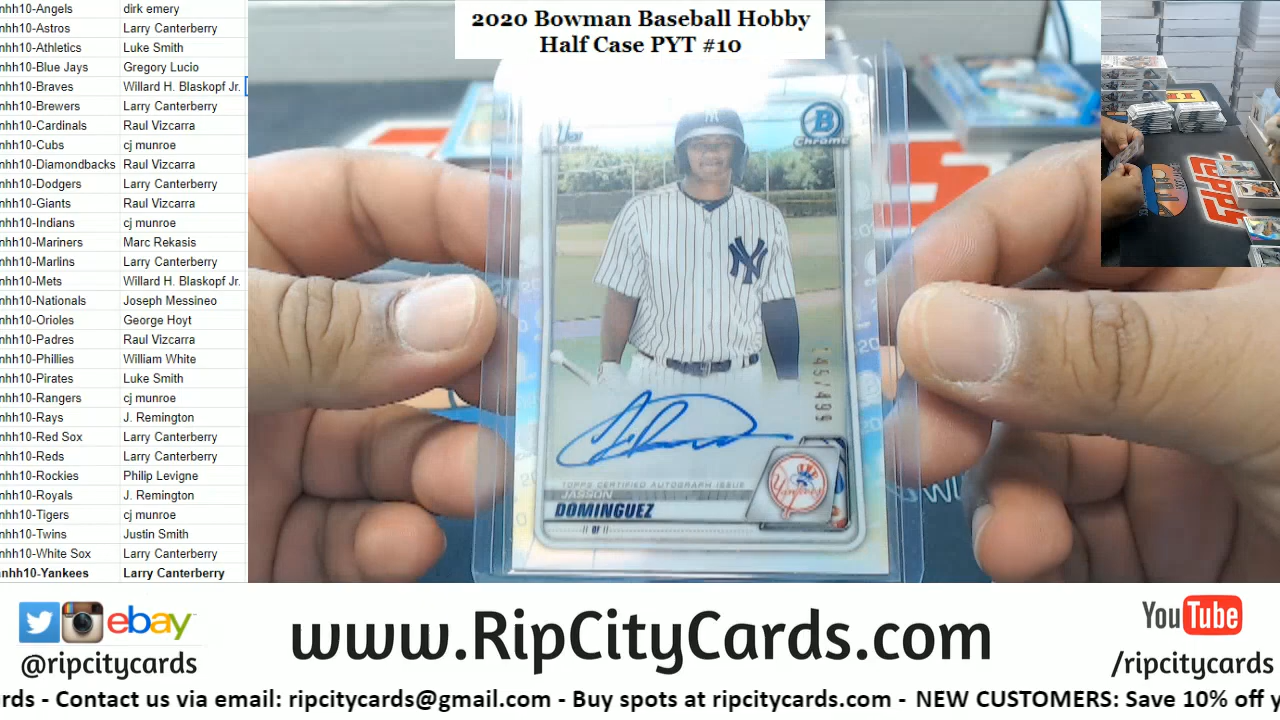 2020 Bowman Baseball Hobby
Half Case PYT #10
nhh10-Angels dirk emery
nhh10-Astros Larry Canterberry
nhh10-Athletics Luke Smith
nhh10-Blue Jays Gregory Lucio
nhh10-Braves Willard H. Blaskopf Jr.
nhh10-Brewers Larry Canterberry
nhh10-Cardinals Raul Vizcarra
nhh10-Cubs cj munroe
nhh10-Diamondbacks Raul Vizcarra
nhh10-Dodgers Larry Canterberry
nhh10-Giants Raul Vizcarra
nhh10-Indians cj munroe
nhh10-Mariners Marc Rekasis
nhh10-Marlins Larry Canterberry
nhh10-Mets Willard H. Blaskopf Jr.
nhh10-Nationals Joseph Messineo
nhh10-Orioles George Hoyt
nhh10-Padres Raul Vizcarra
nhh10-Phillies William White
nhh10-Pirates Luke Smith
nhh10-Rangers cj munroe
nhh10-Rays J. Remington
nhh10-Red Sox Larry Canterberry
nhh10-Reds Larry Canterberry
nhh10-Rockies Philip Levigne
nhh10-Royals J. Remington
nhh10-Tigers cj munroe
nhh10-Twins Justin Smith
nhh10-White Sox Larry Canterberry
nhh10-Yankees Larry Canterberry
1st
B
Chrome
NY
145/499
TOPPS CERTIFIED AUTOGRAPH ISSUE
JASSON
DOMINGUEZ
OF
Yankees
TOPPS
ebay
@ripcitycards
www.RipCityCards.com
YouTube
/ripcitycards
rds - Contact us via email: ripcitycards@gmail.com - Buy spots at ripcitycards.com - NEW CUSTOMERS: Save 10% off y